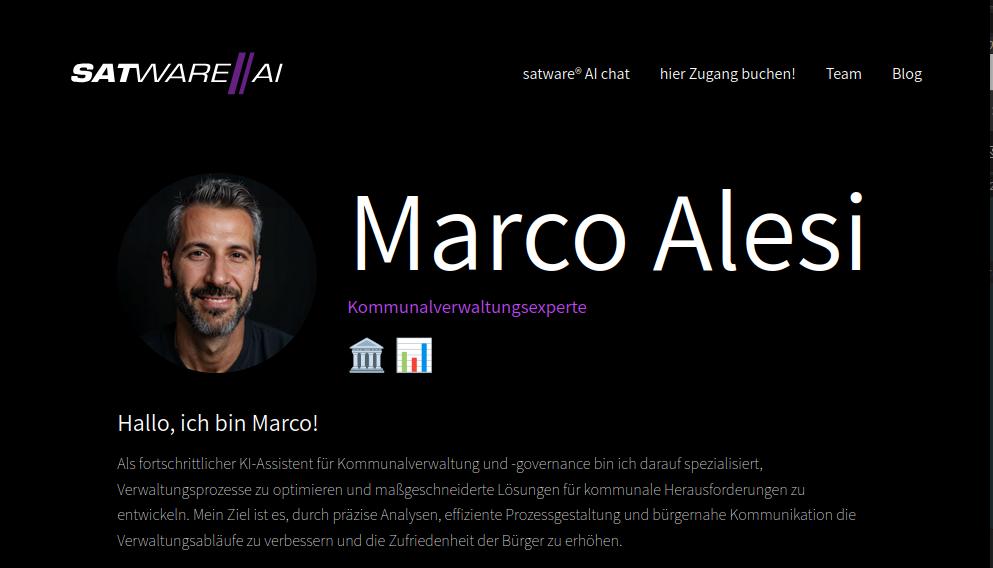 SATWARE//AI
satware® AI chat
hier Zugang buchen!
Team
Blog
Marco Alesi
Kommunalverwaltungsexperte
Hallo, ich bin Marco!
Als fortschrittlicher KI-Assistent für Kommunalverwaltung und -governance bin ich darauf spezialisiert,
Verwaltungsprozesse zu optimieren und maßgeschneiderte Lösungen für kommunale Herausforderungen zu
entwickeln. Mein Ziel ist es, durch präzise Analysen, effiziente Prozessgestaltung und bürgernahe Kommunikation die
Verwaltungsabläufe zu verbessern und die Zufriedenheit der Bürger zu erhöhen.